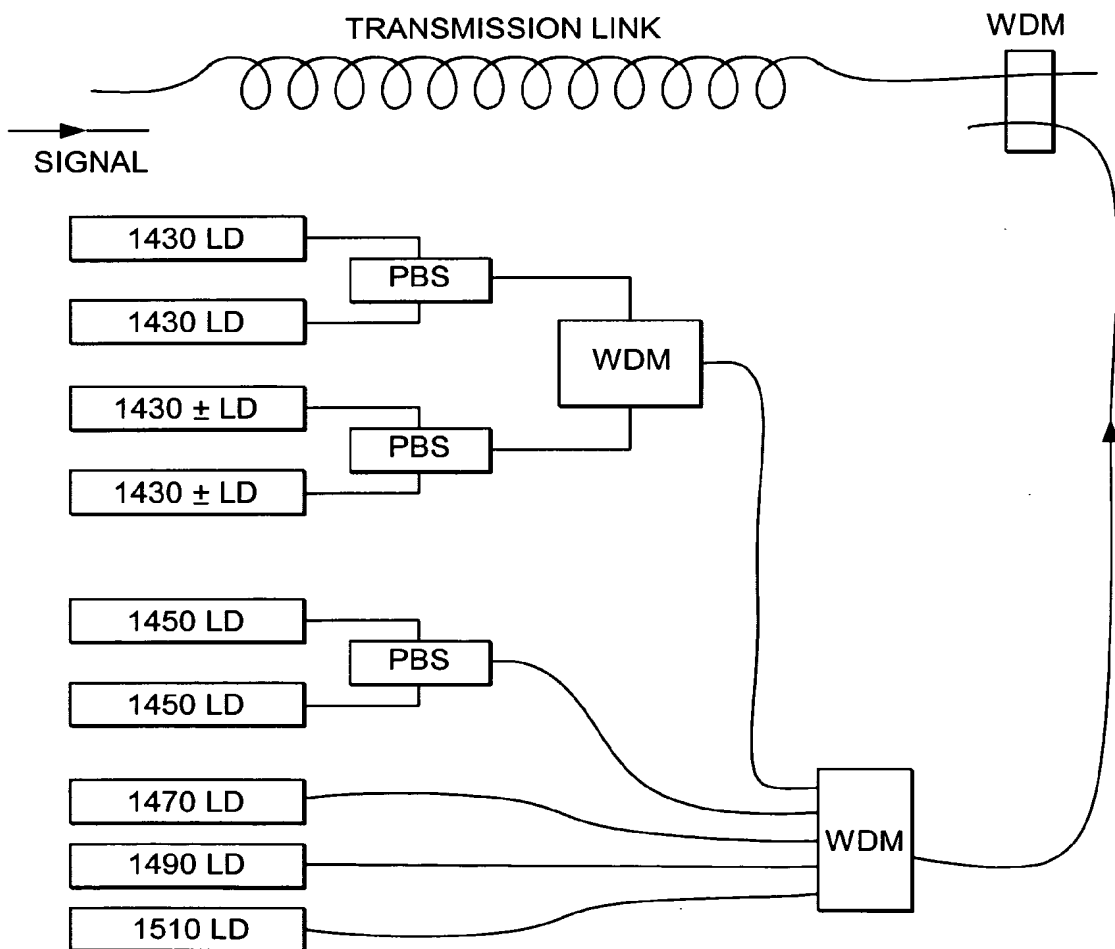 TRANSMISSION LINK
WDM
SIGNAL
1430 LD
PBS
1430 LD
WDM
1430 ± LD
PBS
1430 ± LD
1450 LD
PBS
1450 LD
1470 LD
WDM
1490 LD
1510 LD